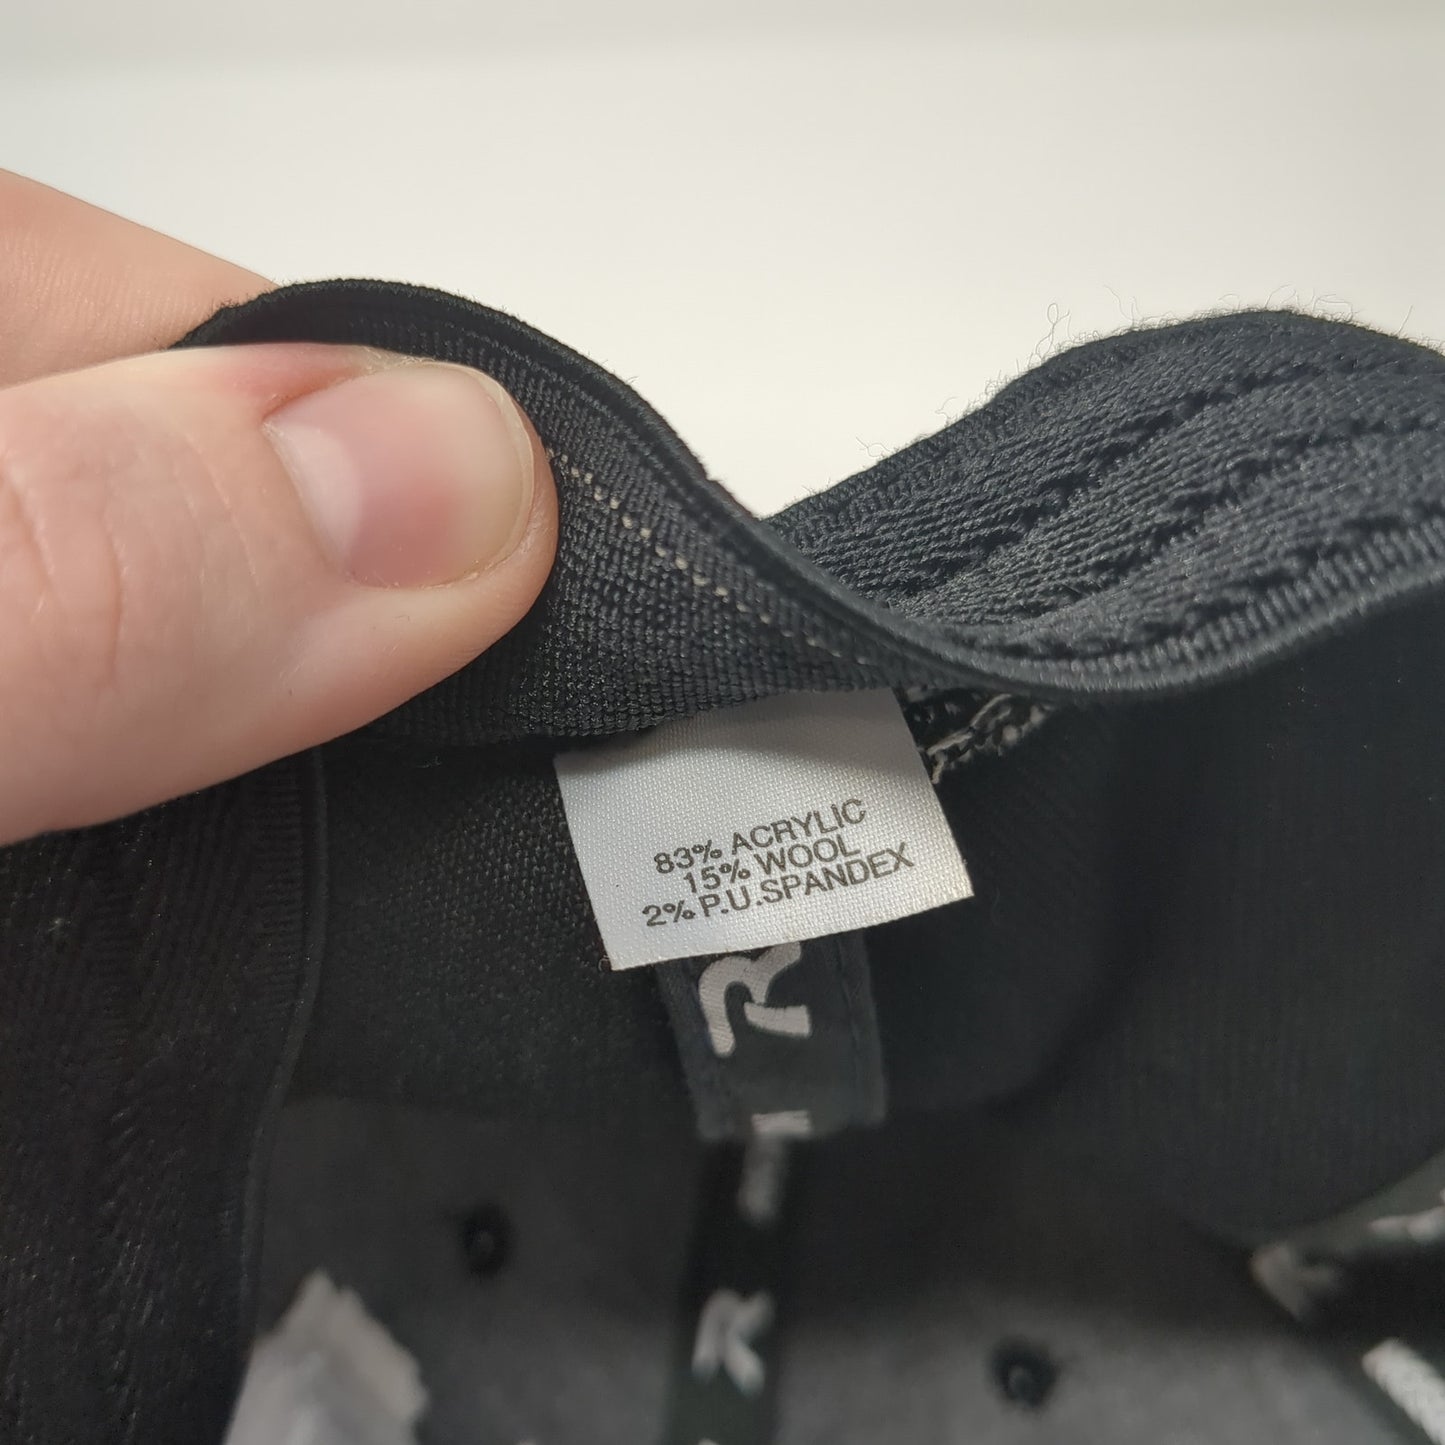 83% ACRYLIC
15% WOOL
2% P.U.SPANDEX
R
K